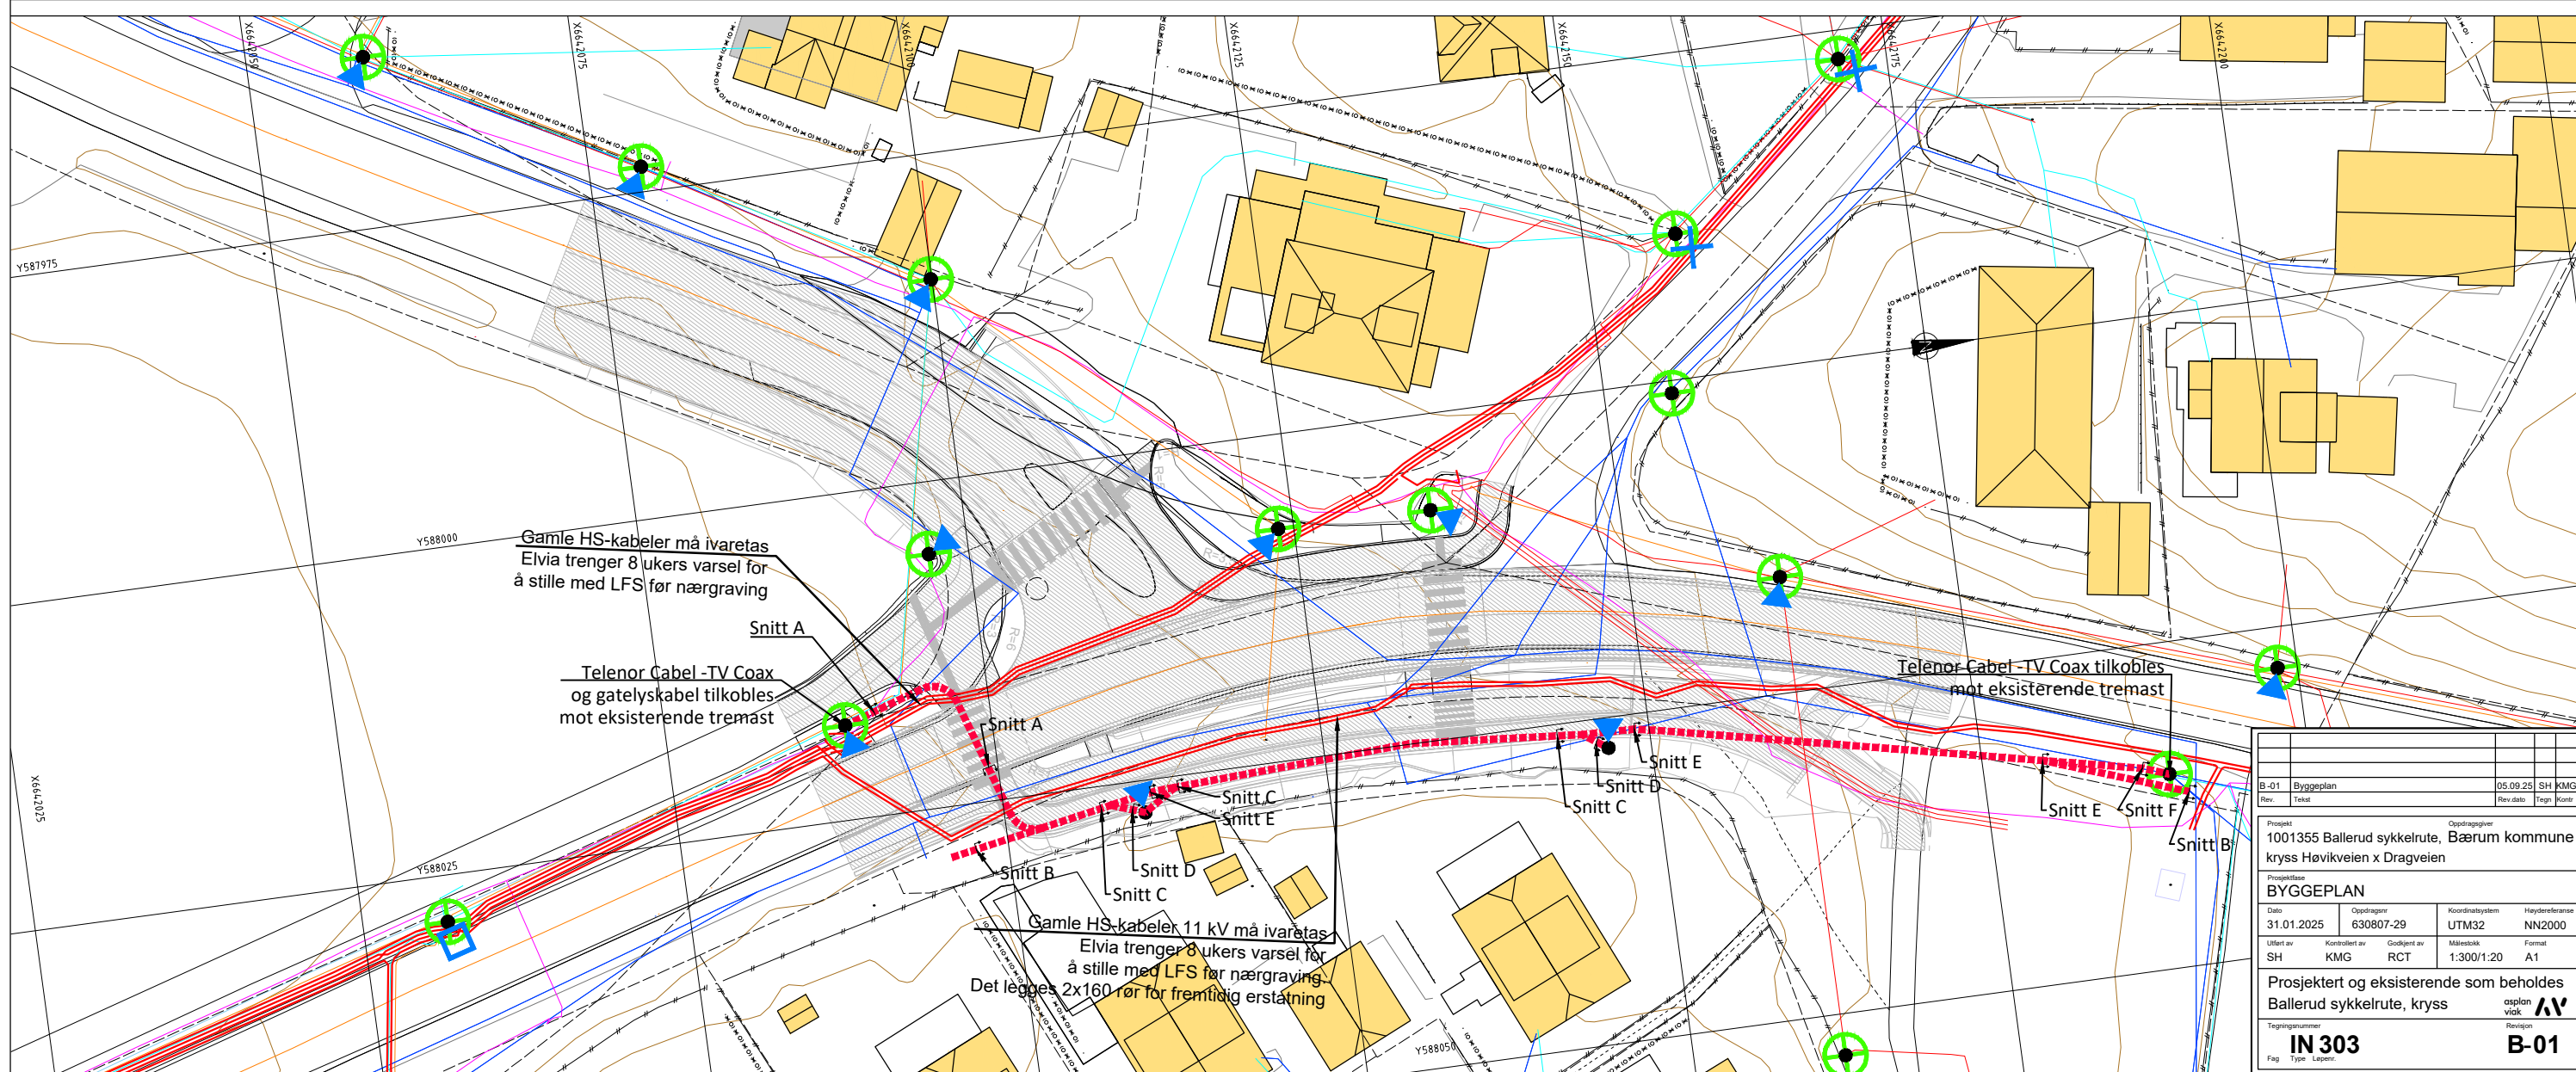 X6642050
X6642075
X6642100
X6642125
X6642150
X6642175
X6642200
Y587975
Y588000
Gamle HS-kabeler må ivaretas
Elvia trenger 8 ukers varsel for
å stille med LFS før nærgraving
Snitt A
Telenor Cabel -TV Coax
og gatelyskabel tilkobles
mot eksisterende tremast
R=6
Snitt A
Telenor Cabel -TV Coax tilkobles
mot eksisterende tremast
Snitt E
Snitt D
Snitt C
Snitt C
Snitt E
Snitt E
Snitt F
Snitt B
X6642025
Y588025
Snitt B
Snitt D
Snitt C
Gamle HS-kabeler 11 kV må ivaretas
Elvia trenger 8 ukers varsel for
å stille med LFS før nærgraving.
Det legges 2x160 rør for fremtidig erstatning
Y588050
B-01 Byggeplan 05.09.25 SH KMG
Rev. Tekst Rev.dato Tegn Kontr
Prosjekt Oppdragsgiver
1001355 Ballerud sykkelrute, Bærum kommune
kryss Høvikveien x Dragveien
Prosjektfase
BYGGEPLAN
Dato Oppdragsnr Koordinatsystem Høydereferanse
31.01.2025 630807-29 UTM32 NN2000
Utført av Kontrollert av Godkjent av Målestokk Format
SH KMG RCT 1:300/1:20 A1
Prosjektert og eksisterende som beholdes
Ballerud sykkelrute, kryss
asplan
viak
Tegningsnummer Revisjon
IN 303 B-01
Fag Type Løpenr.